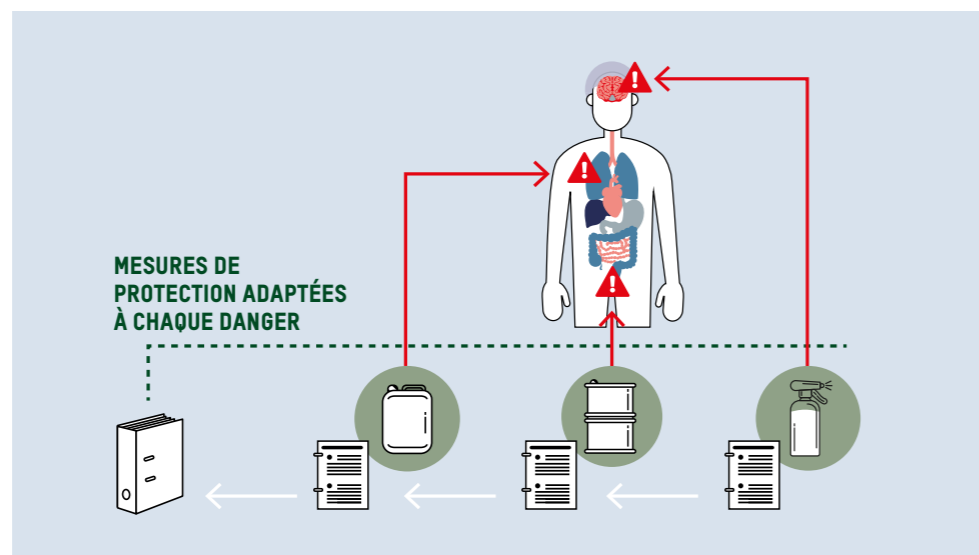 MESURES DE
PROTECTION ADAPTÉES
À CHAQUE DANGER